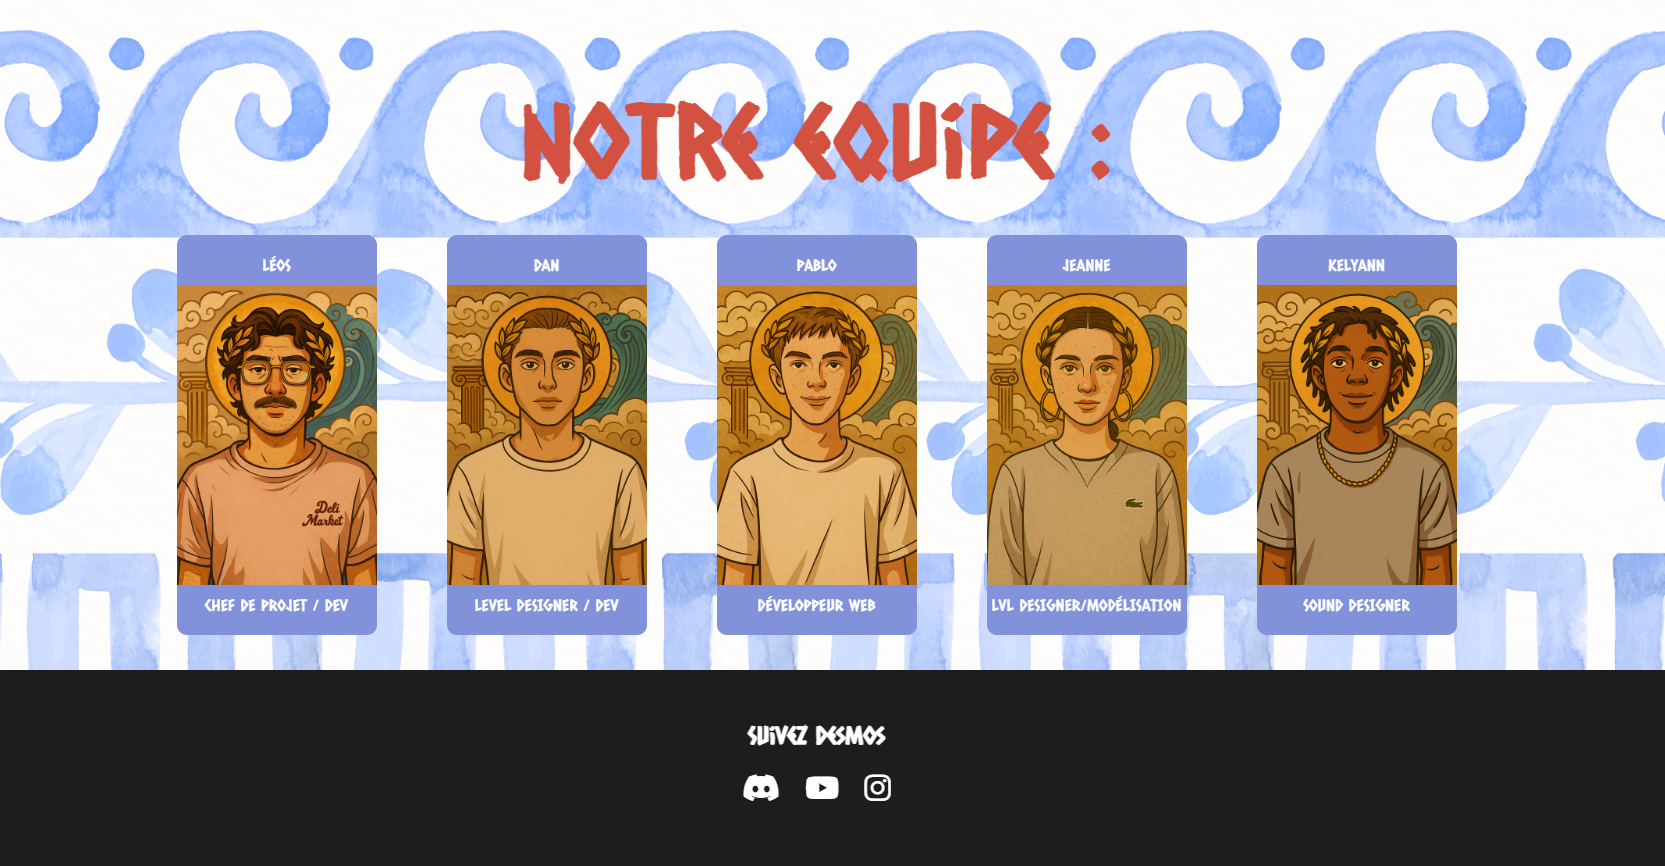 NOTRE EQUIPE :
LÉOS
DAN
PABLO
JEANNE
KELYANN
Deli
Market
CHEF DE PROJET / DEV
LEVEL DESIGNER / DEV
DÉVELOPPEUR WEB
LVL DESIGNER/MODÉLISATION
SOUND DESIGNER
SUIVEZ DESMOS